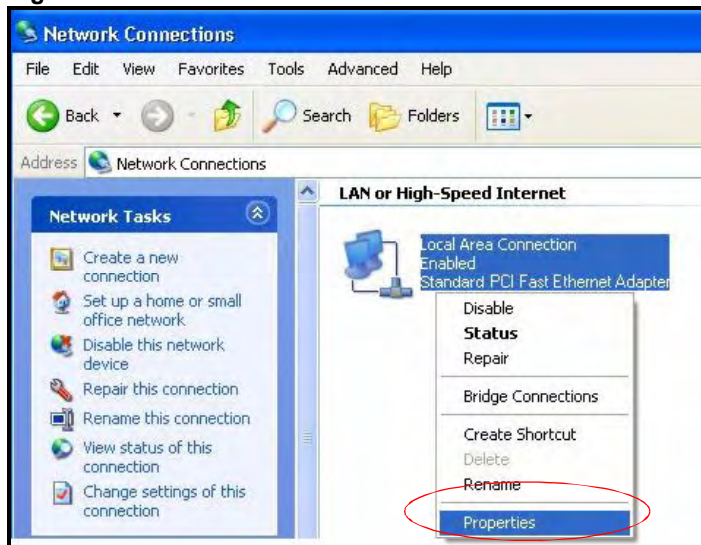 Network Connections
File Edit View Favorites Tools Advanced Help
Back Search Folders
Address Network Connections
Network Tasks
Create a new
connection
Set up a home or small
office network
Disable this network
device
Repair this connection
Rename this connection
View status of this
connection
Change settings of this
connection
LAN or High-Speed Internet
Local Area Connection
Enabled
Standard PCI Fast Ethernet Adapter
Disable
Status
Repair
Bridge Connections
Create Shortcut
Delete
Rename
Properties